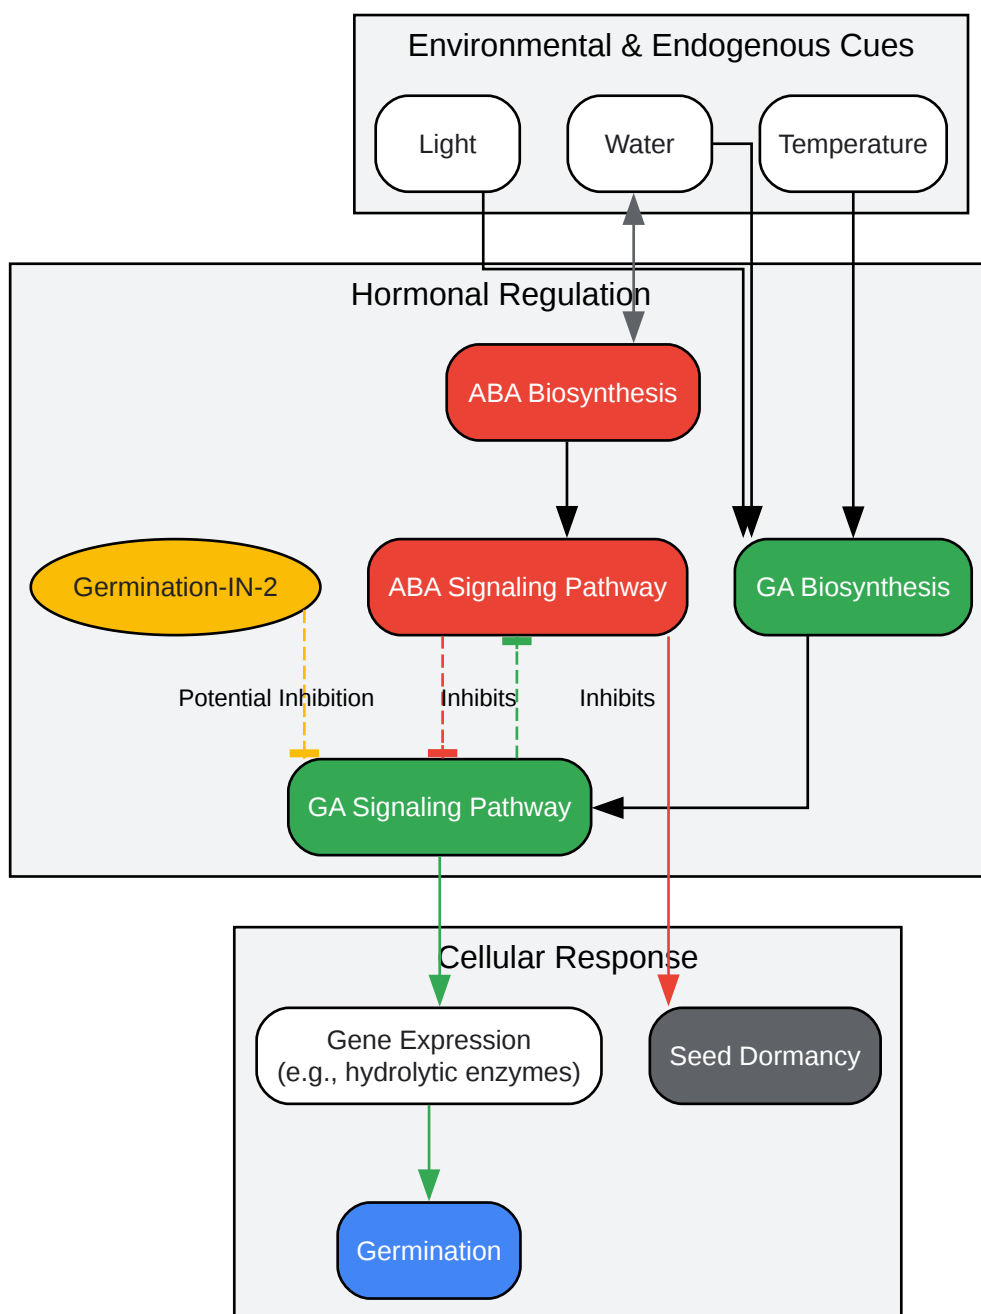 Environmental & Endogenous Cues
Light
Water
Temperature
Hormonal Regulation
ABA Biosynthesis
Germination-IN-2
ABA Signaling Pathway
GA Biosynthesis
Potential Inhibition
Inhibits
Inhibits
GA Signaling Pathway
Cellular Response
Gene Expression
(e.g., hydrolytic enzymes)
Seed Dormancy
Germination